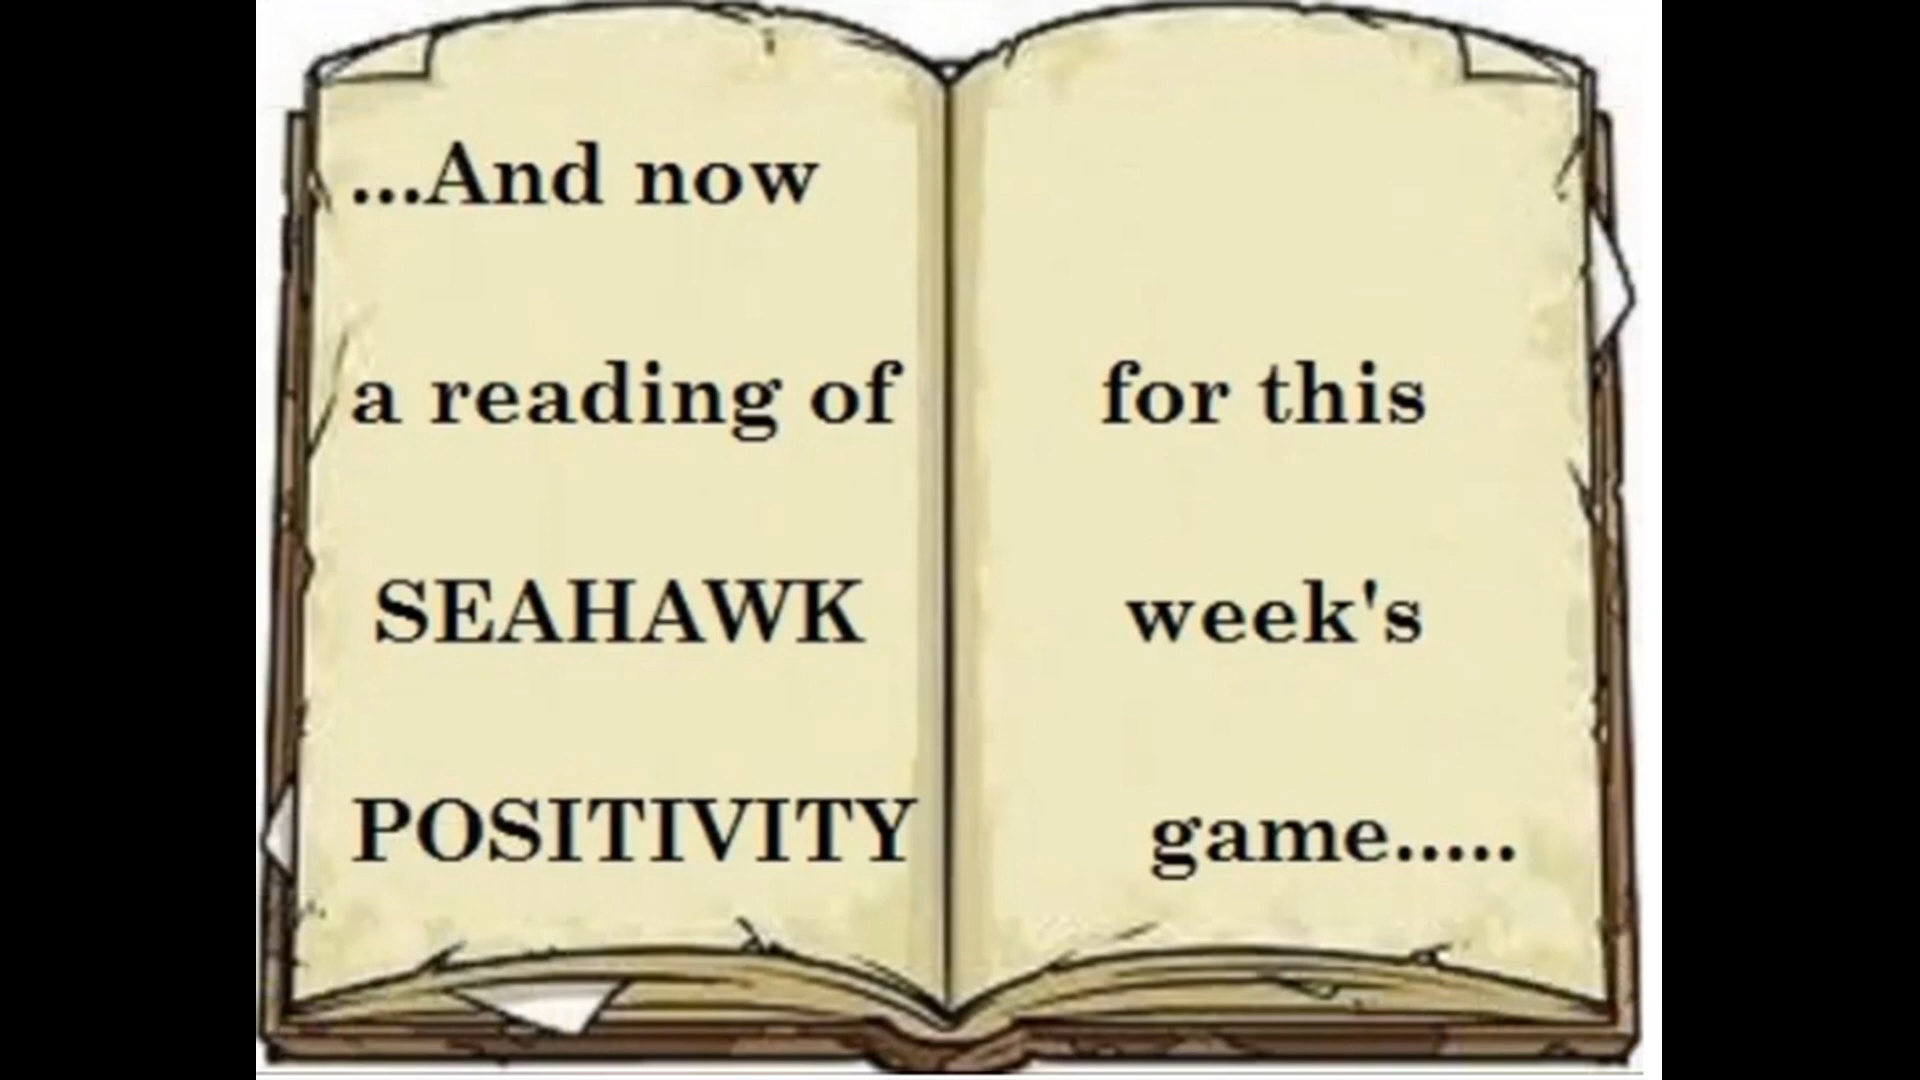 ...And now
a reading of
SEAHAWK
POSITIVITY
for this
week's
game.....